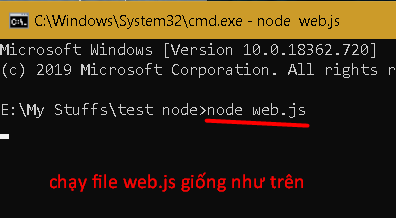 C:\Windows\System32\cmd.exe - node  web.js
Microsoft Windows [Version 10.0.18362.720]
(c) 2019 Microsoft Corporation. All rights r
E:\My Stuffs\test node>node web.js
chạy file web.js giống như trên